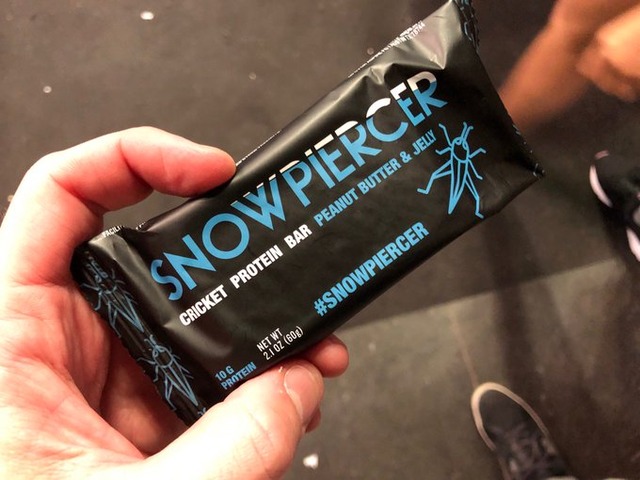 SNOWPIERCER
CRICKET PROTEIN BAR PEANUT BUTTER & JELLY
#SNOWPIERCER
10 G
PROTEIN
NET WT
2.1 OZ (60g)